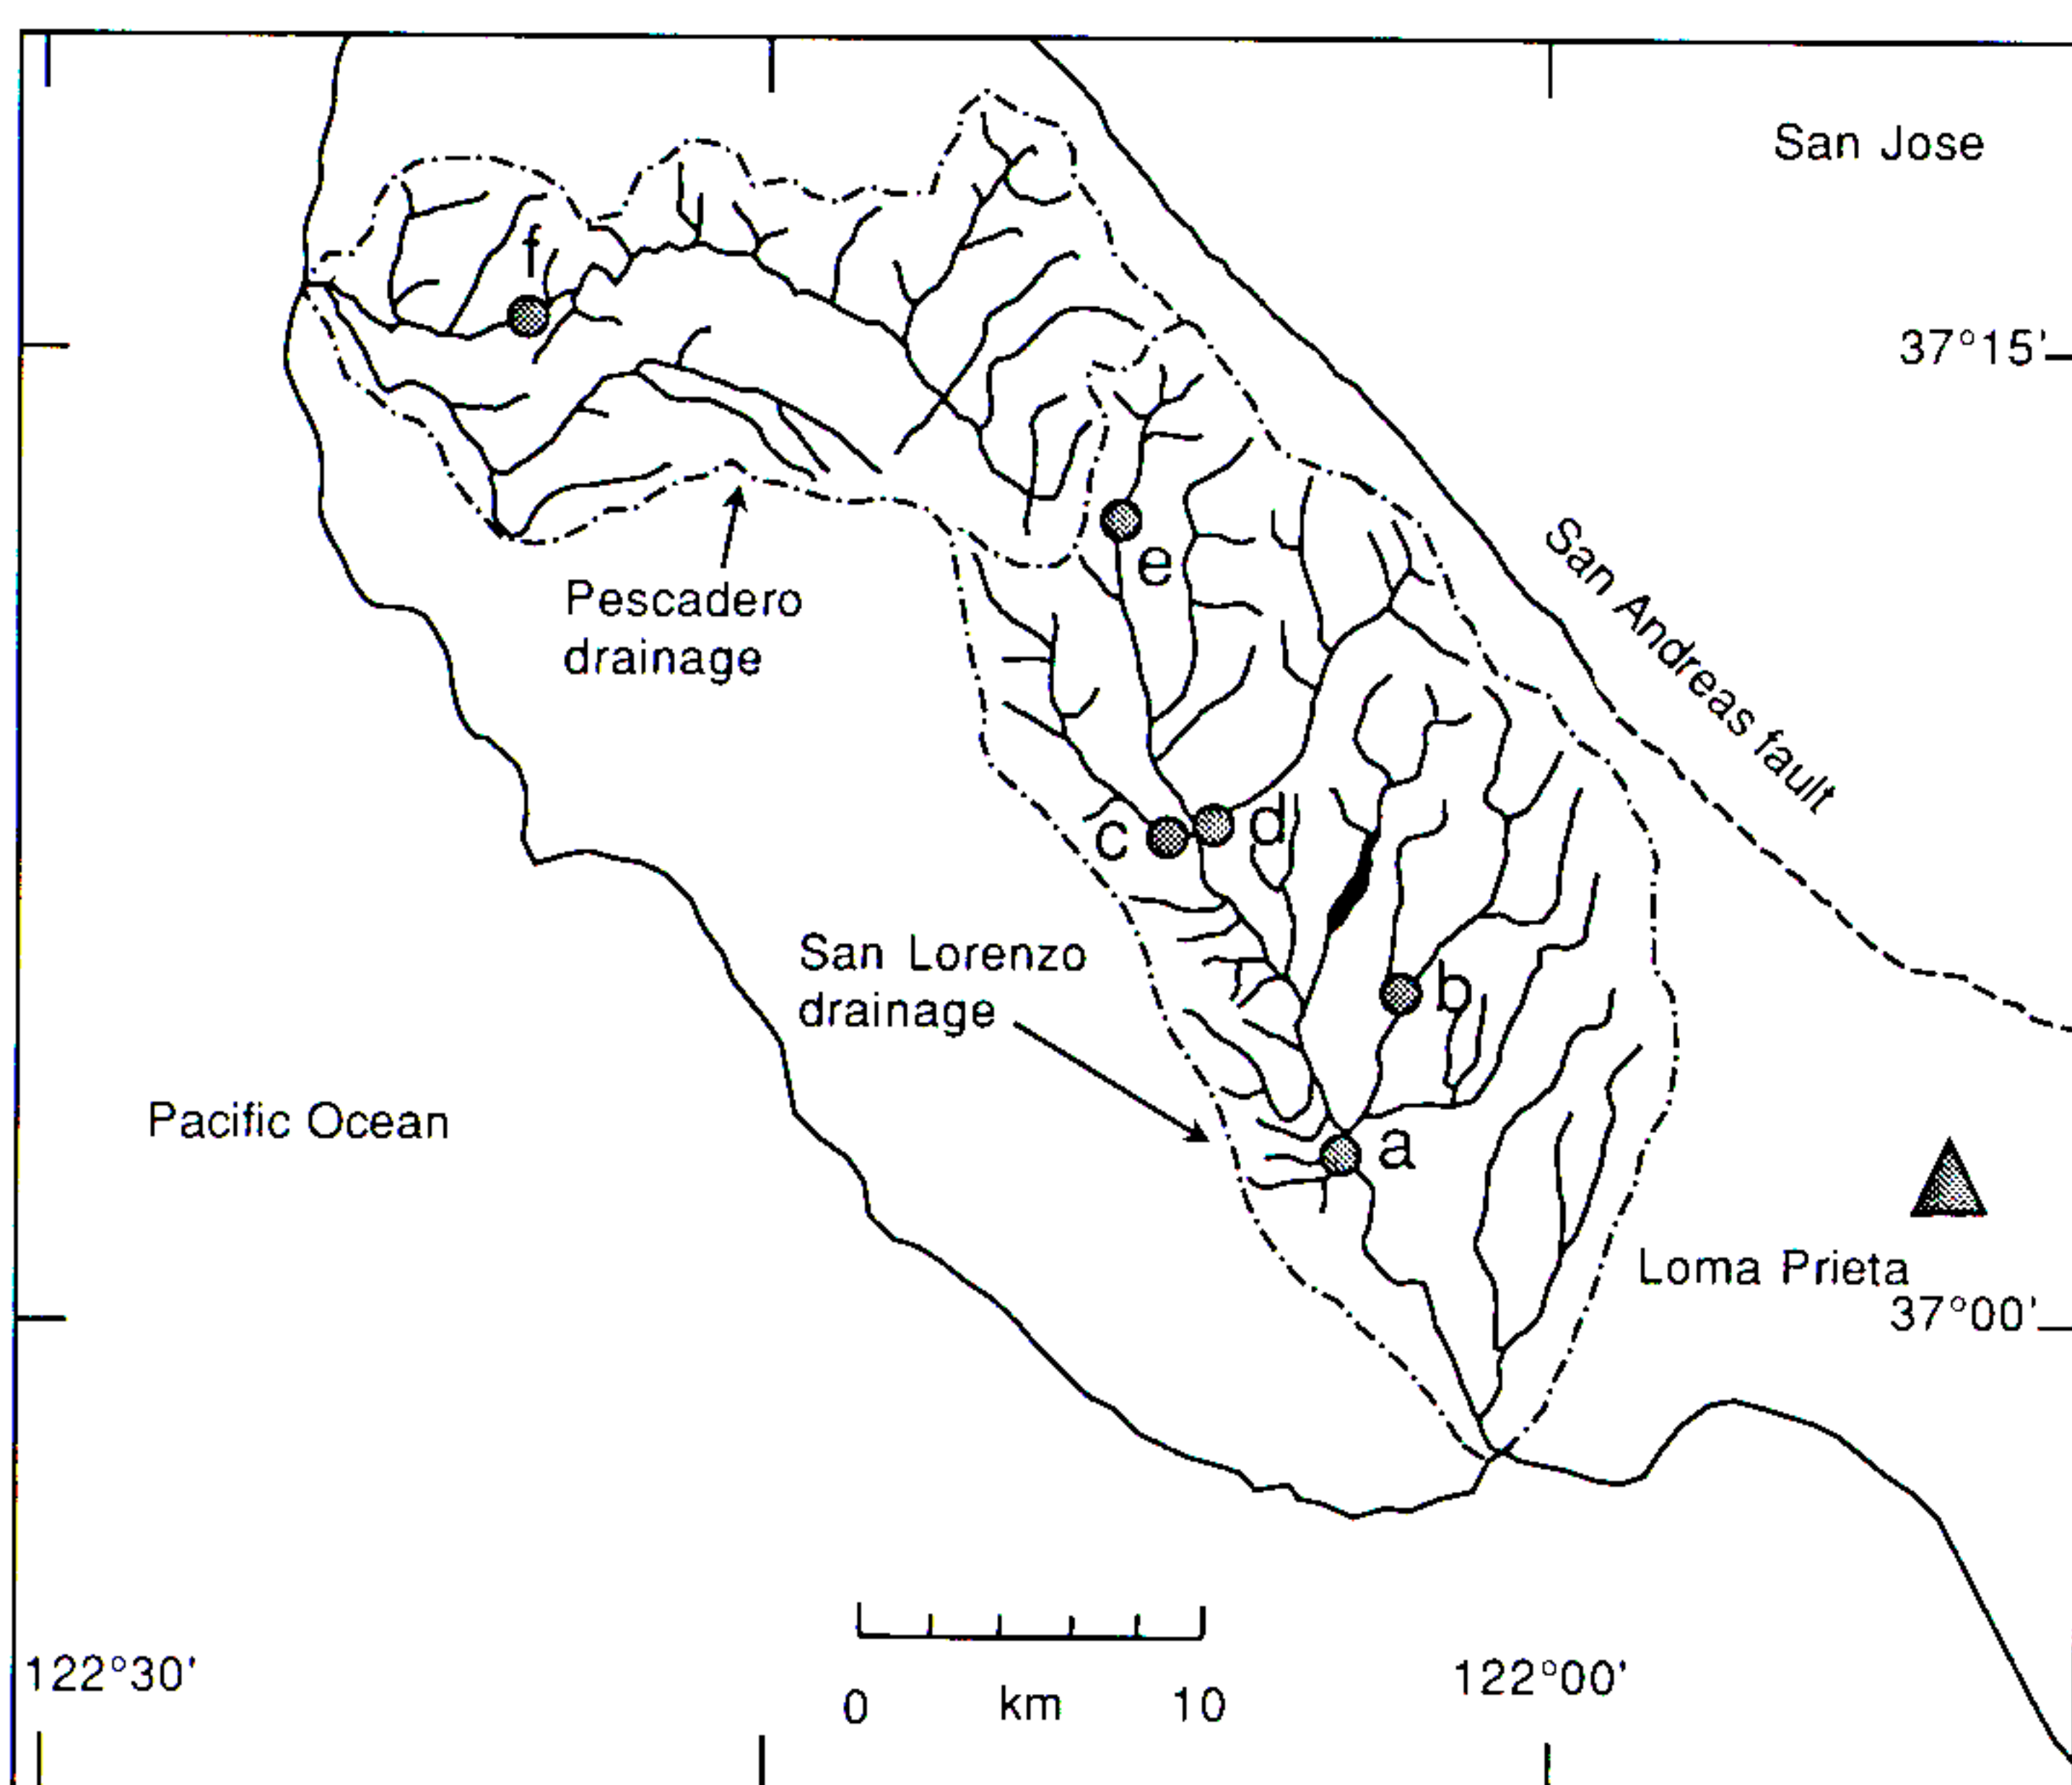 San Jose
f
37°15'
e
San Andreas fault
Pescadero
drainage
c
d
San Lorenzo
drainage
b
Pacific Ocean
a
Loma Prieta
37°00'
122°30'
122°00'
0 km 10